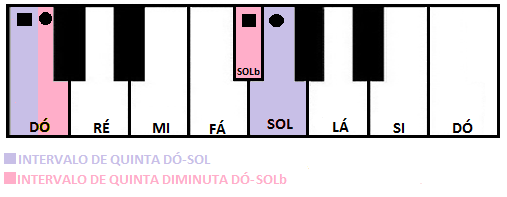 SOLb
DÓ RÉ MI FÁ SOL LÁ SI DÓ
INTERVALO DE QUINTA DÓ-SOL
INTERVALO DE QUINTA DIMINUTA DÓ-SOLb